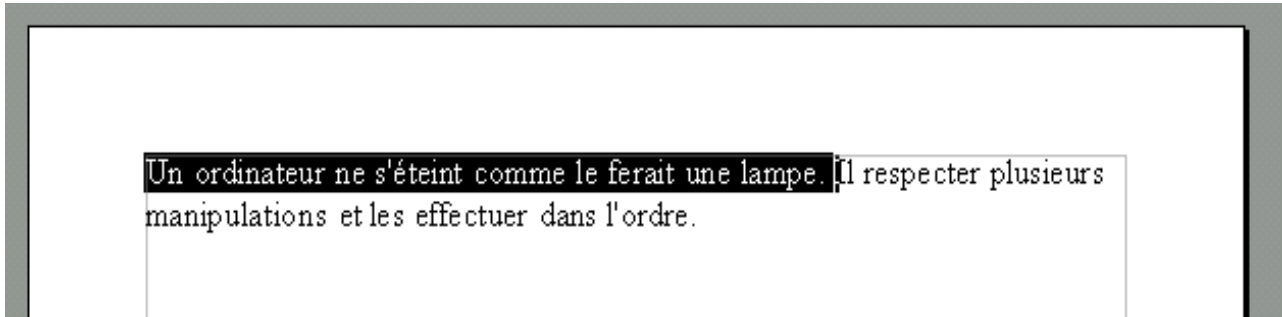 Un ordinateur ne s'éteint comme le ferait une lampe. Il respecter plusieurs
manipulations et les effectuer dans l'ordre.